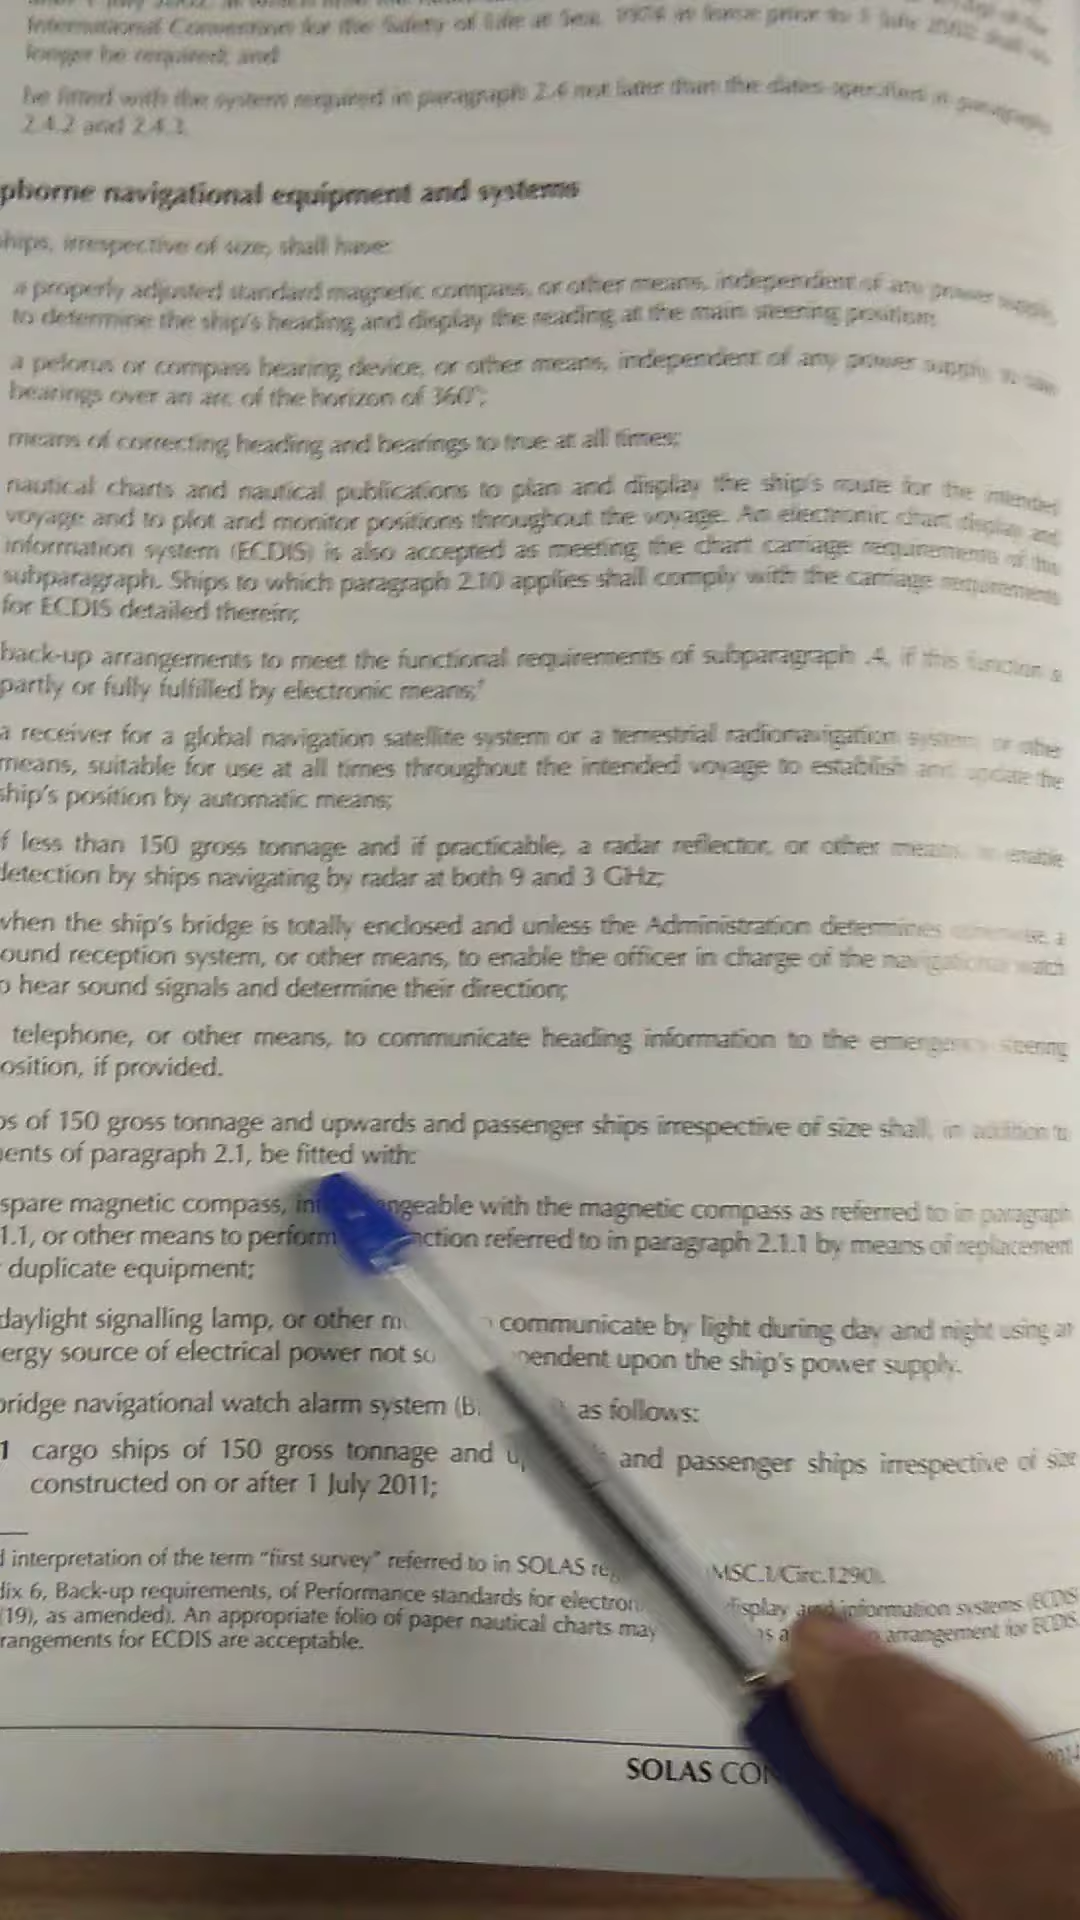 International Convention for the Safety of Life at Sea, 1974 in force prior to 1 July 2002 shall no
longer be required; and
be fitted with the system required in paragraph 2.4 not later than the dates specified in paragraphs
2.4.2 and 2.4.3.
pborne navigational equipment and systems
hips, irrespective of size, shall have:
a properly adjusted standard magnetic compass, or other means, independent of any power supply,
to determine the ship's heading and display the reading at the main steering position;
a pelorus or compass bearing device, or other means, independent of any power supply, to take
bearings over an arc of the horizon of 360°;
means of correcting heading and bearings to true at all times;
nautical charts and nautical publications to plan and display the ship's route for the intended
voyage and to plot and monitor positions throughout the voyage. An electronic chart display and
information system (ECDIS) is also accepted as meeting the chart carriage requirements of this
subparagraph. Ships to which paragraph 2.10 applies shall comply with the carriage requirements
for ECDIS detailed therein;
back-up arrangements to meet the functional requirements of subparagraph .4, if this function is
partly or fully fulfilled by electronic means;†
a receiver for a global navigation satellite system or a terrestrial radionavigation system, or other
means, suitable for use at all times throughout the intended voyage to establish and update the
ship's position by automatic means;
f less than 150 gross tonnage and if practicable, a radar reflector, or other means, to enable
detection by ships navigating by radar at both 9 and 3 GHz;
when the ship's bridge is totally enclosed and unless the Administration determines otherwise, a
ound reception system, or other means, to enable the officer in charge of the navigational watch
o hear sound signals and determine their direction;
telephone, or other means, to communicate heading information to the emergency steering
osition, if provided.
ps of 150 gross tonnage and upwards and passenger ships irrespective of size shall, in addition to
ents of paragraph 2.1, be fitted with:
spare magnetic compass, in ngeable with the magnetic compass as referred to in paragraph
1.1, or other means to perform nction referred to in paragraph 2.1.1 by means of replacement
duplicate equipment;
daylight signalling lamp, or other m communicate by light during day and night using an
ergy source of electrical power not so pendent upon the ship's power supply.
bridge navigational watch alarm system (B as follows:
1 cargo ships of 150 gross tonnage and up and passenger ships irrespective of size
constructed on or after 1 July 2011;
d interpretation of the term "first survey" referred to in SOLAS reg MSC.1/Circ.1290).
dix 6, Back-up requirements, of Performance standards for electron display and information systems (ECDIS
(19), as amended). An appropriate folio of paper nautical charts may as a arrangement for ECDIS.
rangements for ECDIS are acceptable.
SOLAS CON